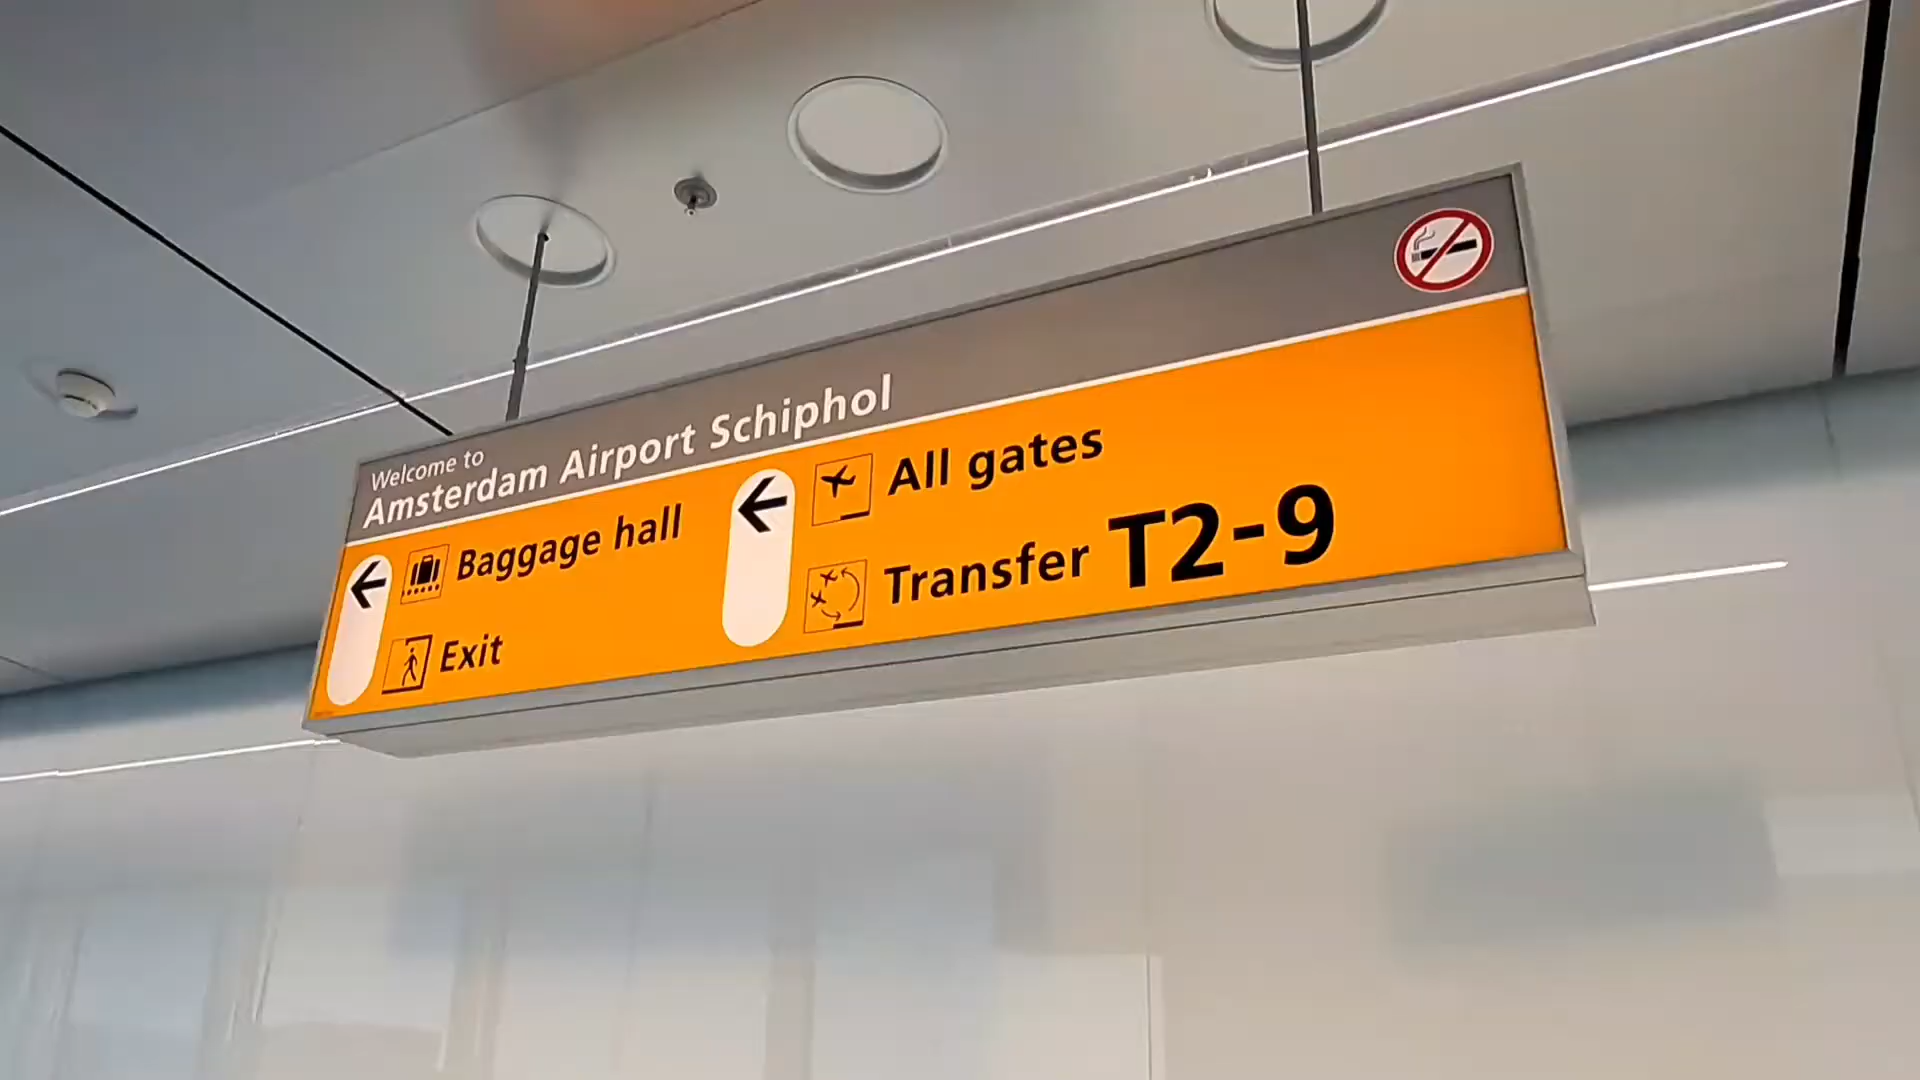 Welcome to
Amsterdam Airport Schiphol
Baggage hall
Exit
All gates
Transfer T2-9